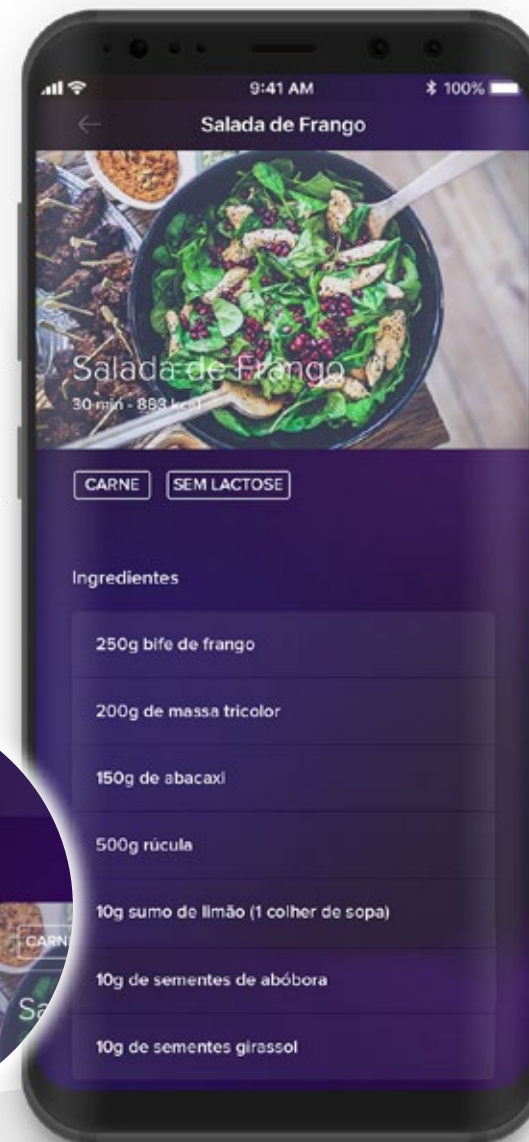 9:41 AM
100%
Salada de Frango
Salada de Frango
30 min - 883 kcal
CARNE
SEM LACTOSE
Ingredientes
250g bife de frango
200g de massa tricolor
150g de abacaxi
500g rúcula
10g sumo de limão (1 colher de sopa)
10g de sementes de abóbora
10g de sementes girassol
CARN
Sa